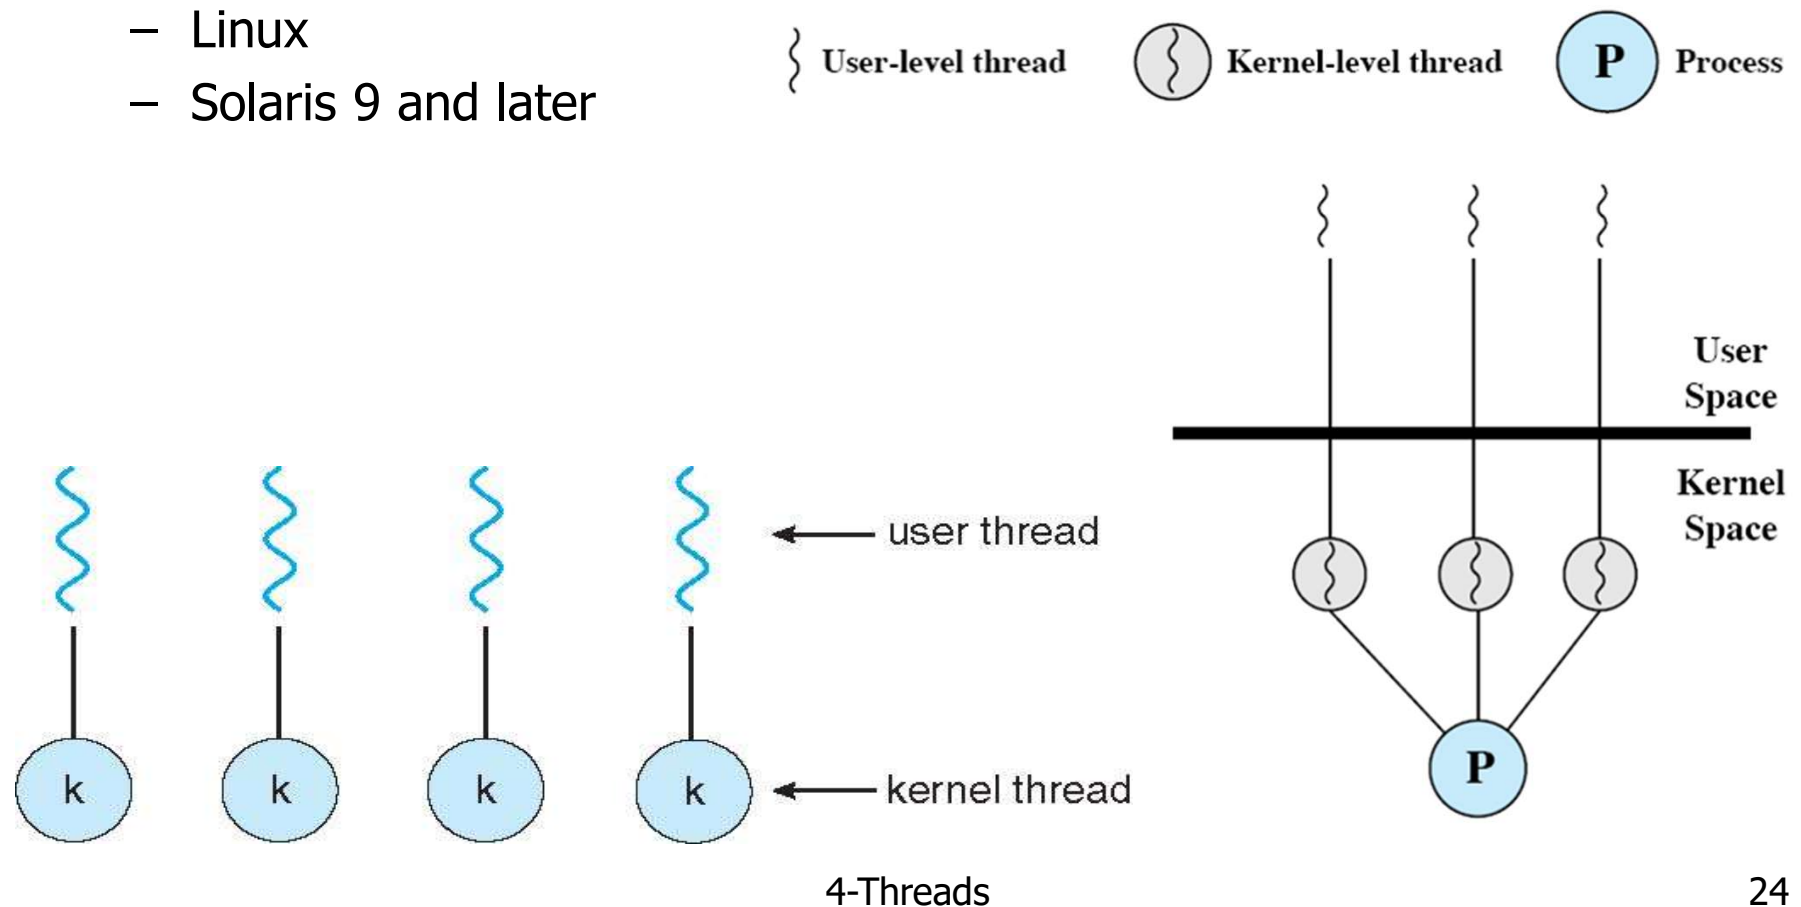 – Linux
– Solaris 9 and later
User-level thread
Kernel-level thread
P
Process
User
Space
Kernel
Space
user thread
P
k
k
k
k
kernel thread
4-Threads
24